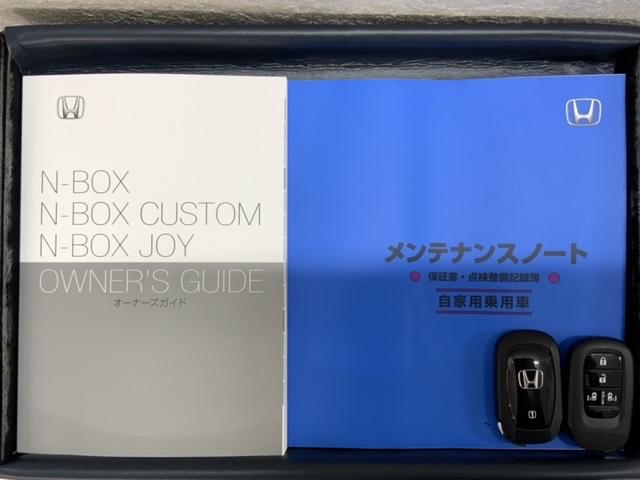 N-BOX
N-BOX CUSTOM
N-BOX JOY
OWNER'S GUIDE
オーナーズガイド
メンテナンスノート
保証書・点検整備記録簿
自家用乗用車